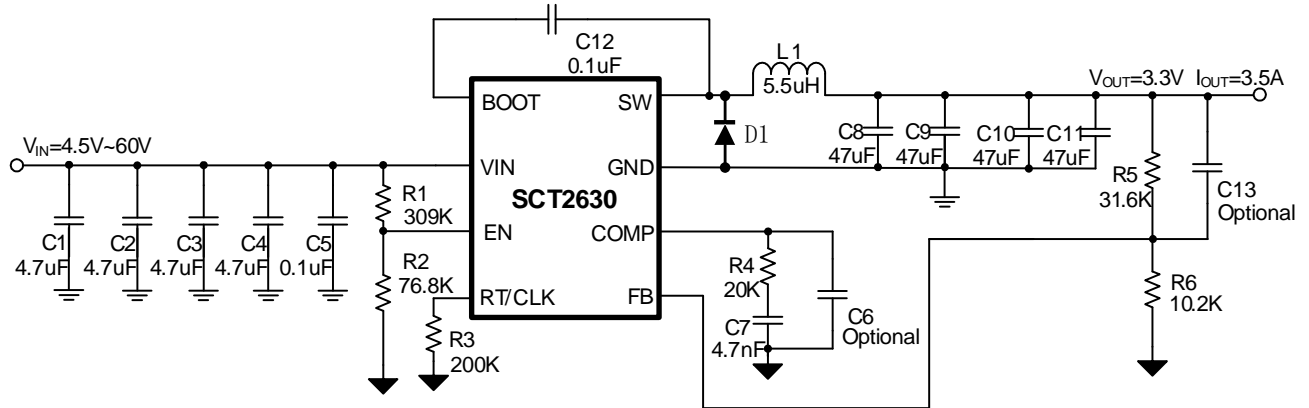 C12
0.1uF
L1
5.5uH
VOUT=3.3V IOUT=3.5A
BOOT
SW
D1
C8
47uF
C9
47uF
C10
47uF
C11
47uF
VIN=4.5V~60V
VIN
GND
SCT2630
R1
309K
R5
31.6K
C13
Optional
C1
4.7uF
C2
4.7uF
C3
4.7uF
C4
4.7uF
C5
0.1uF
EN
COMP
R2
76.8K
R4
20K
RT/CLK
FB
R6
10.2K
C6
Optional
C7
4.7nF
R3
200K